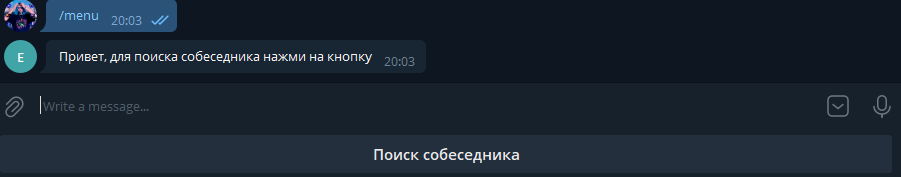 /menu 20:03
E
Привет, для поиска собеседника нажми на кнопку 20:03
Write a message...
Поиск собеседника